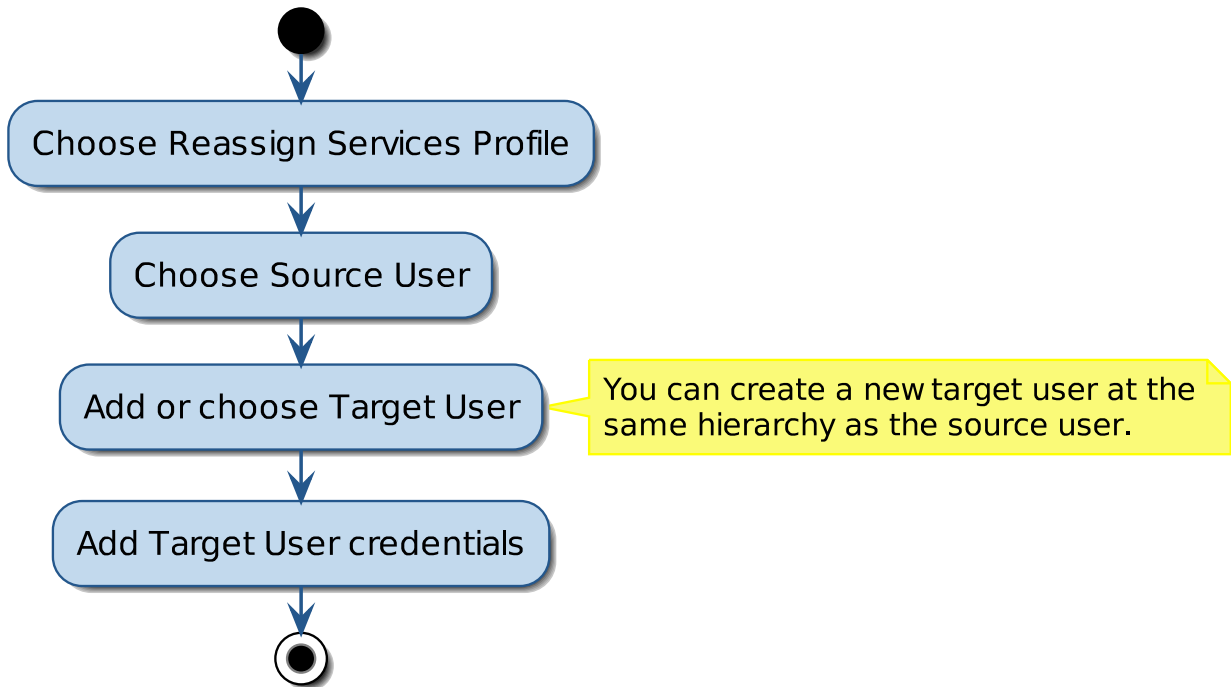 Choose Reassign Services Profile
Choose Source User
Add or choose Target User
You can create a new target user at the
same hierarchy as the source user.
Add Target User credentials